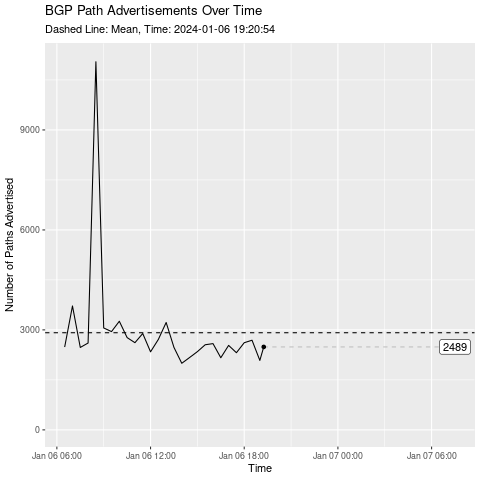 BGP Path Advertisements Over Time
Dashed Line: Mean, Time: 2024-01-06 19:20:54
Number of Paths Advertised
9000
6000
3000
0
2489
Jan 06 06:00
Jan 06 12:00
Jan 06 18:00
Jan 07 00:00
Jan 07 06:00
Time